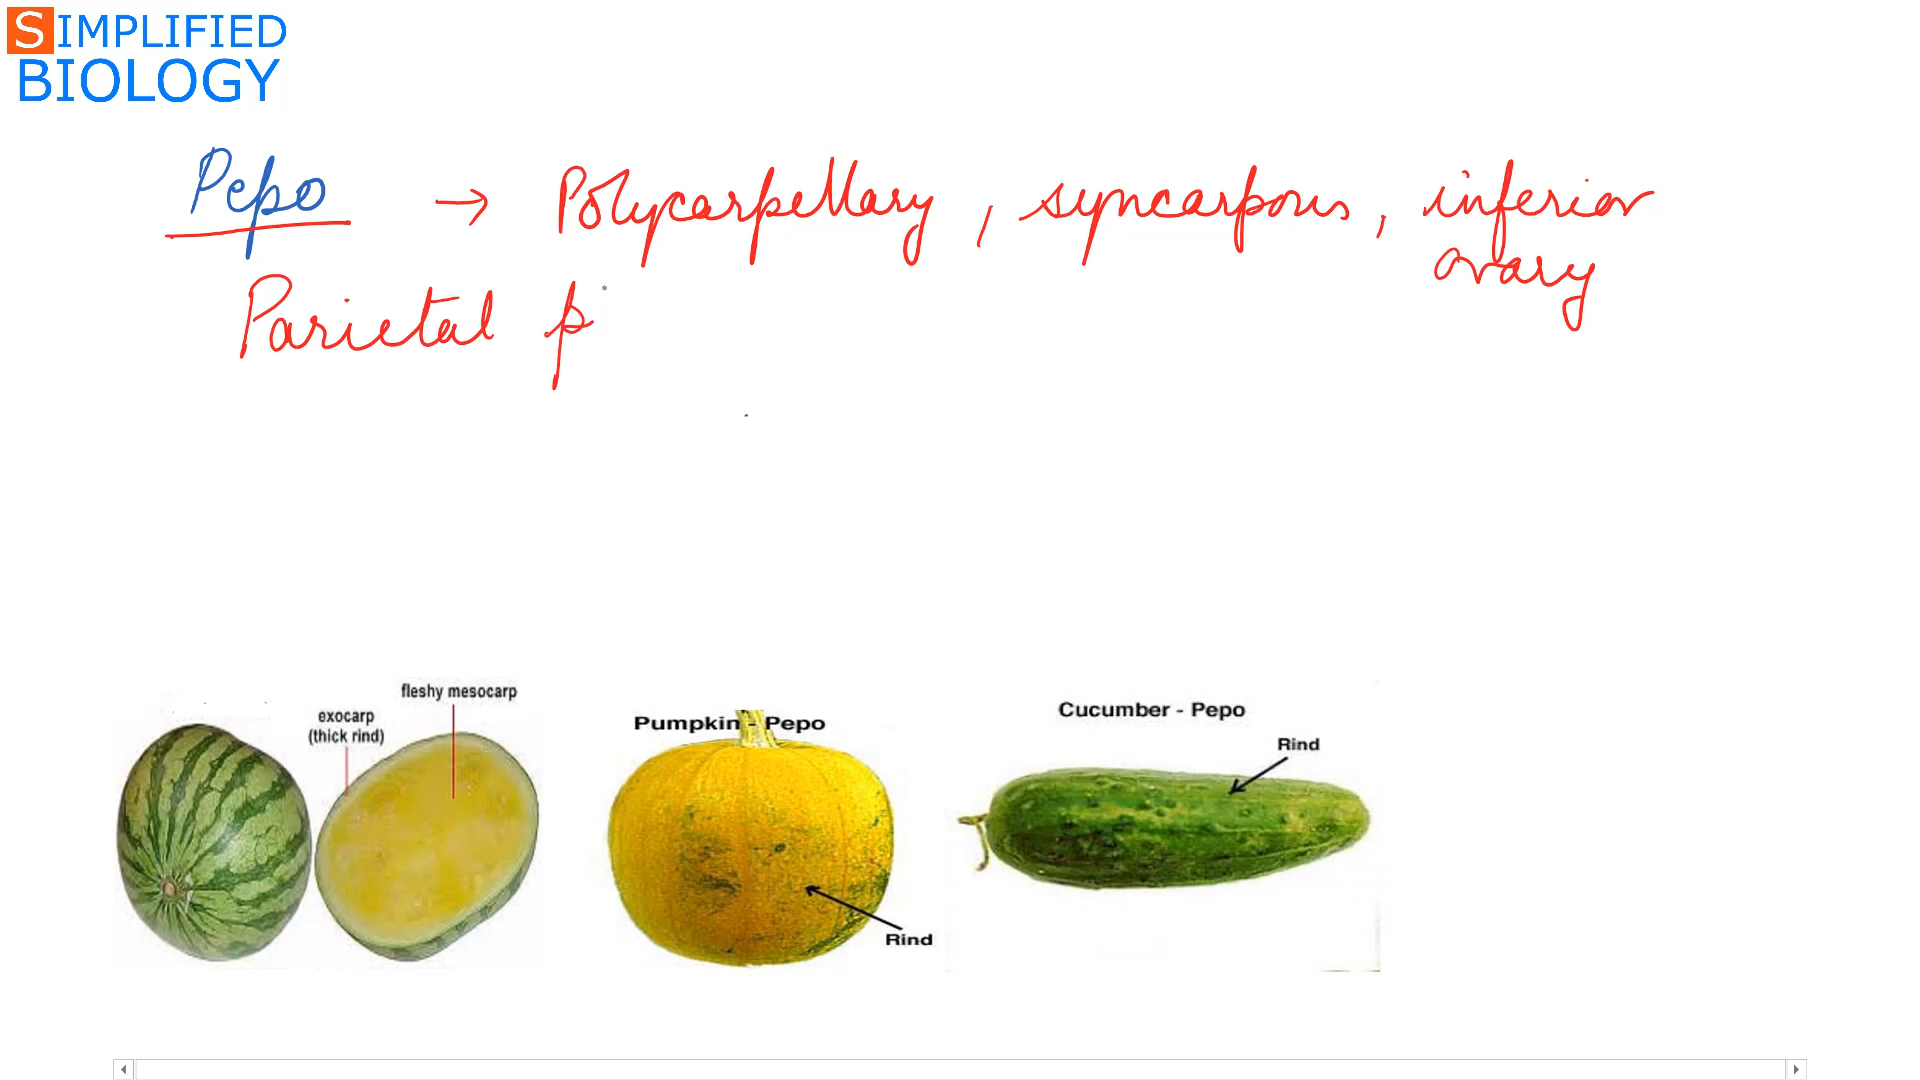 SIMPLIFIED
BIOLOGY
Pepo → Polycarpellary, syncarpous, inferior
ovary
Parietal p
fleshy mesocarp
exocarp
(thick rind)
Pumpkin - Pepo
Rind
Cucumber - Pepo
Rind